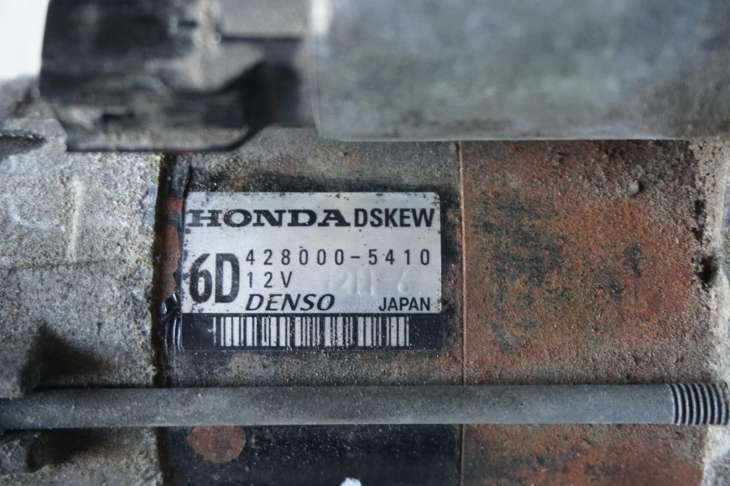 HONDA DSKEW
6D 428000-5410
12V
DENSO JAPAN